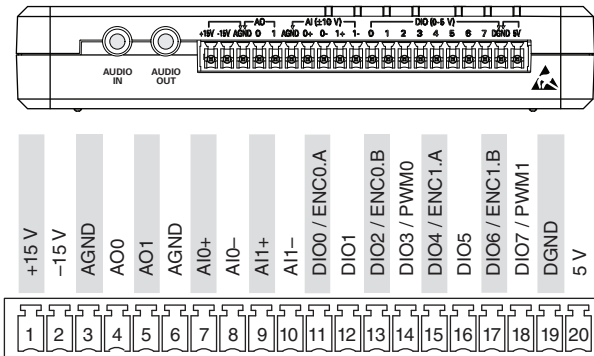 AO AI (±10 V) DIO (0-5 V)
+15V -15V AGND 0 1 AGND 0+ 0- 1+ 1- 0 1 2 3 4 5 6 7 DGND 5V
AUDIO IN
AUDIO OUT
+15 V
–15 V
AGND
AO0
AO1
AGND
AI0+
AI0–
AI1+
AI1–
DIO0 / ENC0.A
DIO1
DIO2 / ENC0.B
DIO3 / PWM0
DIO4 / ENC1.A
DIO5
DIO6 / ENC1.B
DIO7 / PWM1
DGND
5 V
1 2 3 4 5 6 7 8 9 10 11 12 13 14 15 16 17 18 19 20